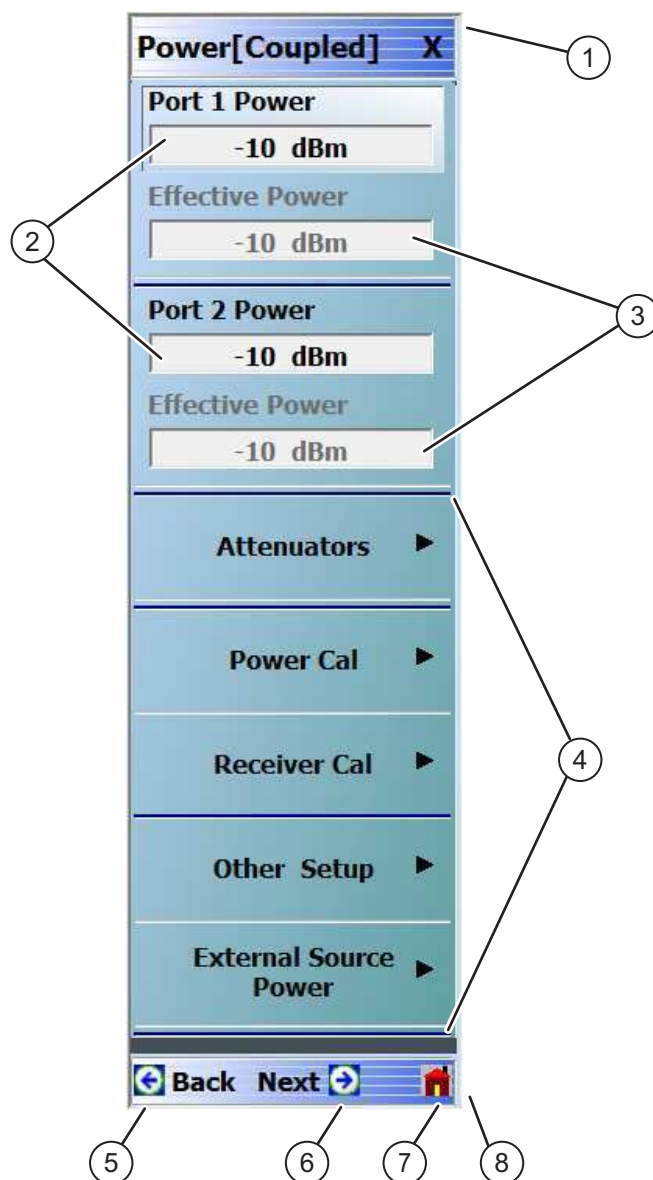 Power[Coupled] X
1
Port 1 Power
-10 dBm
Effective Power
-10 dBm
2
3
Port 2 Power
-10 dBm
Effective Power
-10 dBm
Attenuators
Power Cal
Receiver Cal
4
Other Setup
External Source
Power
Back Next
5 6 7 8